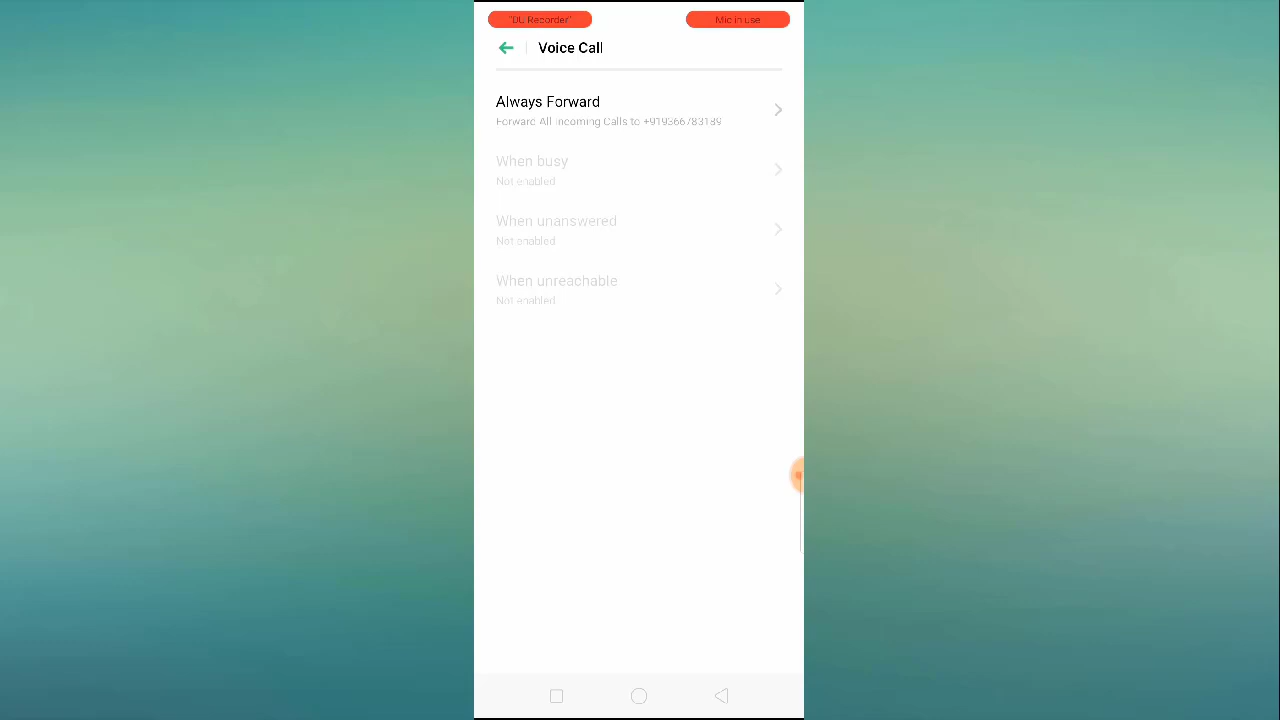 "DU Recorder"
Mic in use
Voice Call
Always Forward
Forward All Incoming Calls to +919366783189
When busy
Not enabled
When unanswered
Not enabled
When unreachable
Not enabled